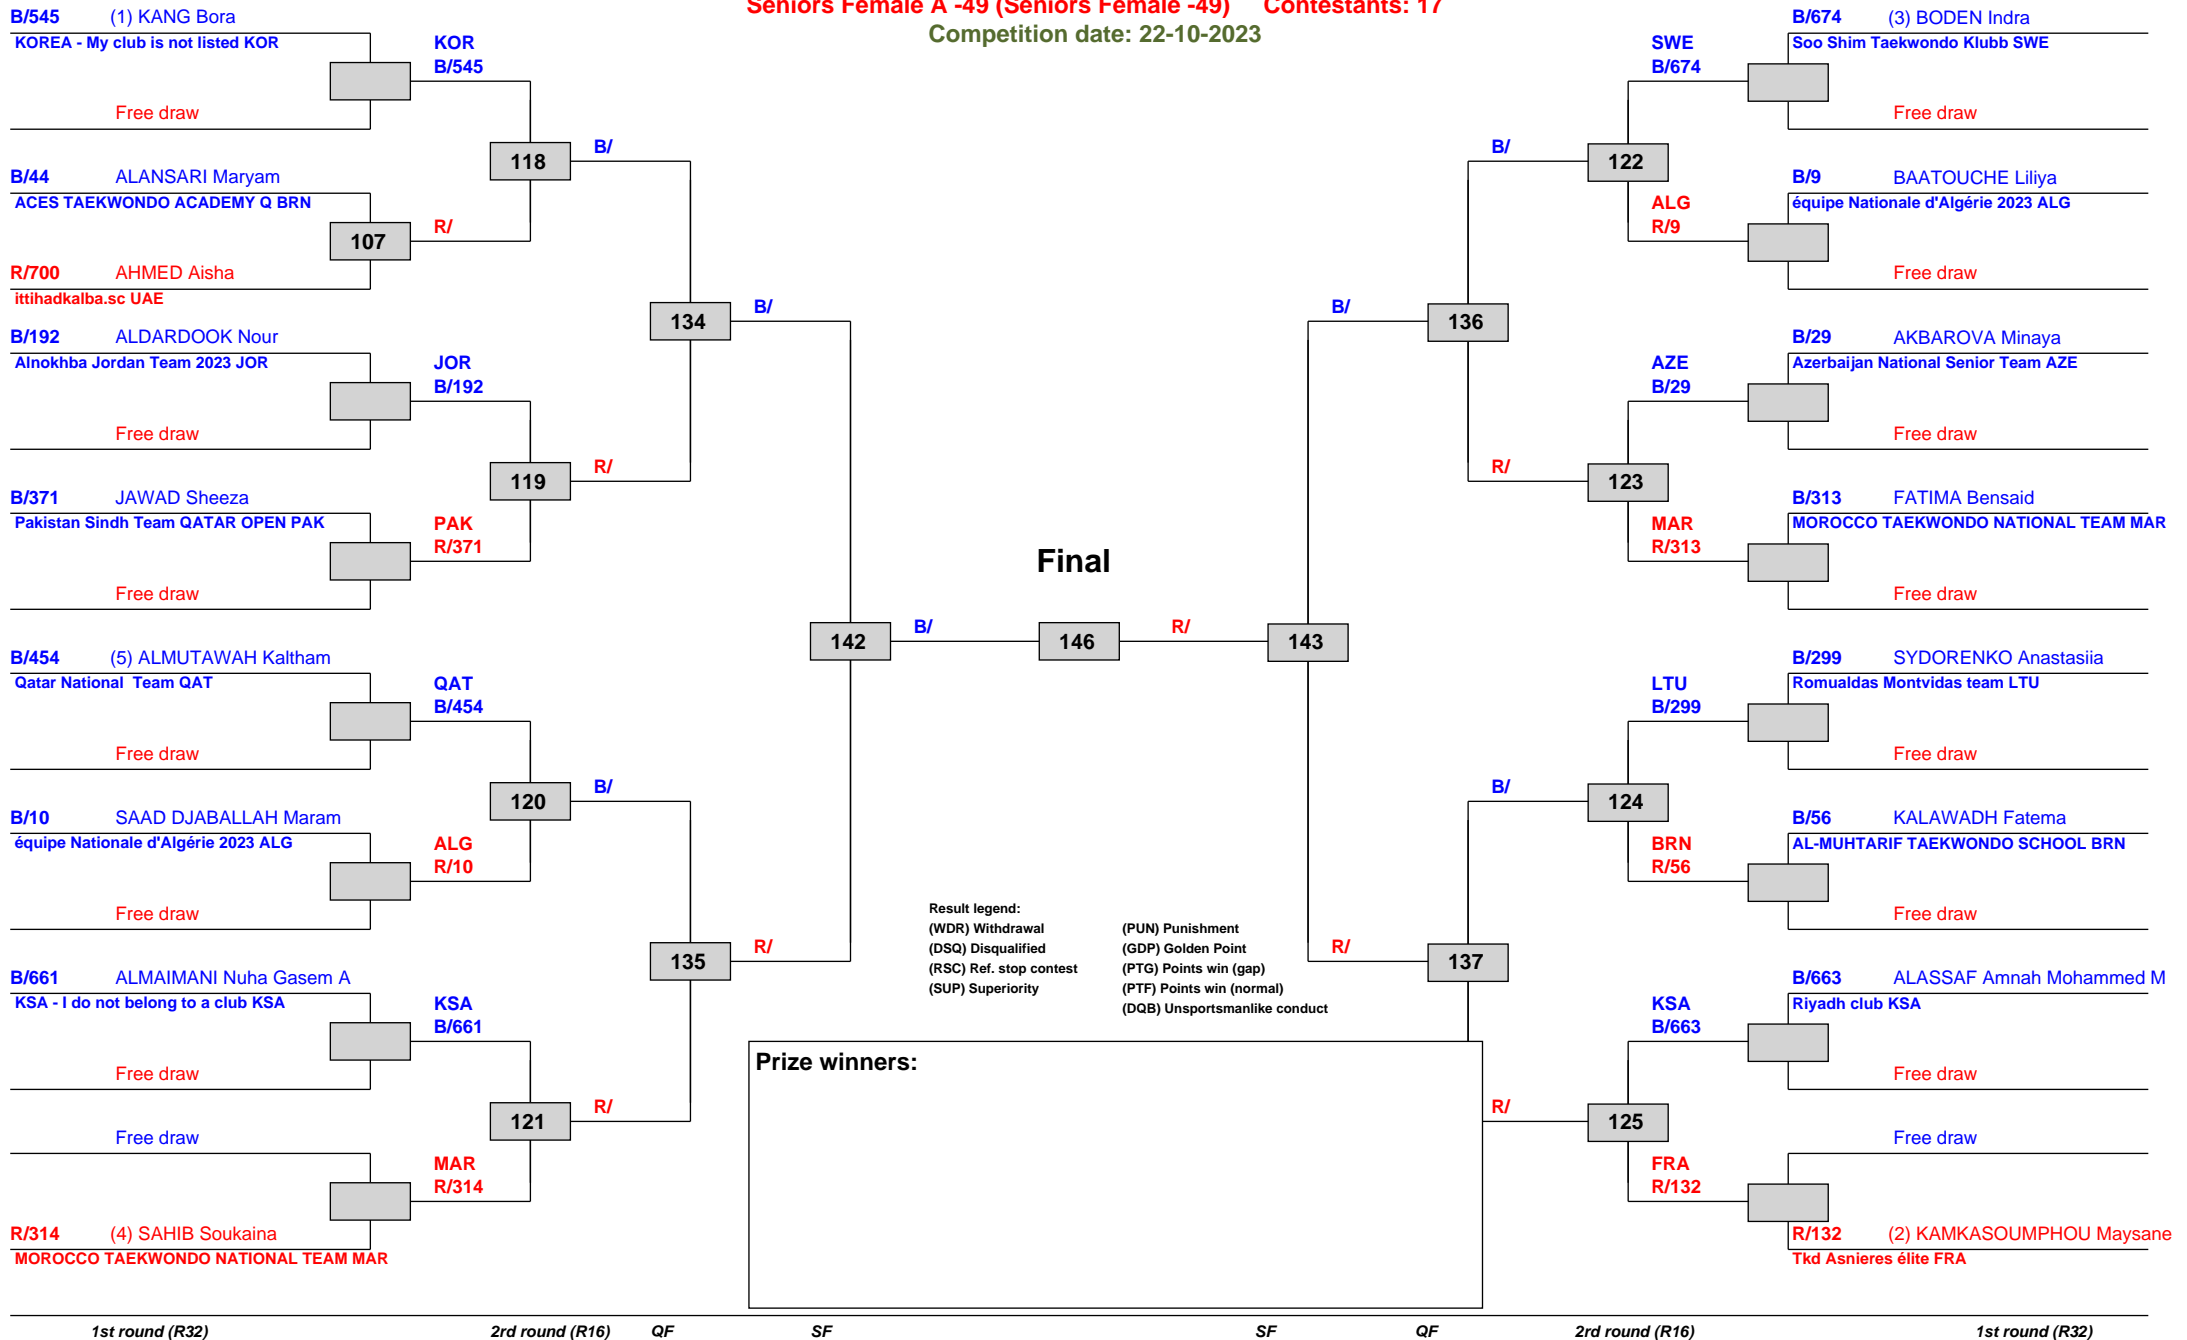 Seniors Female A -49 (Seniors Female -49) Contestants: 17
Competition date: 22-10-2023
B/545 (1) KANG Bora
KOREA - My club is not listed KOR
KOR
B/545
Free draw
118
B/
B/44 ALANSARI Maryam
ACES TAEKWONDO ACADEMY Q BRN
107
R/
R/700 AHMED Aisha
ittihadkalba.sc UAE
134
B/
B/192 ALDARDOOK Nour
Alnokhba Jordan Team 2023 JOR
JOR
B/192
Free draw
119
R/
B/371 JAWAD Sheeza
Pakistan Sindh Team QATAR OPEN PAK
PAK
R/371
Free draw
142
B/
B/454 (5) ALMUTAWAH Kaltham
Qatar National  Team QAT
QAT
B/454
Free draw
120
B/
B/10 SAAD DJABALLAH Maram
équipe Nationale d'Algérie 2023 ALG
ALG
R/10
Free draw
135
R/
B/661 ALMAIMANI Nuha Gasem A
KSA - I do not belong to a club KSA
KSA
B/661
Free draw
121
R/
Free draw
MAR
R/314
R/314 (4) SAHIB Soukaina
MOROCCO TAEKWONDO NATIONAL TEAM MAR
Final
146
R/
143
B/674 (3) BODEN Indra
Soo Shim Taekwondo Klubb SWE
SWE
B/674
Free draw
B/
122
B/9 BAATOUCHE Liliya
équipe Nationale d'Algérie 2023 ALG
ALG
R/9
Free draw
B/
136
B/29 AKBAROVA Minaya
Azerbaijan National Senior Team AZE
AZE
B/29
Free draw
R/
123
B/313 FATIMA Bensaid
MOROCCO TAEKWONDO NATIONAL TEAM MAR
MAR
R/313
Free draw
B/299 SYDORENKO Anastasiia
Romualdas Montvidas team LTU
LTU
B/299
Free draw
B/
124
B/56 KALAWADH Fatema
AL-MUHTARIF TAEKWONDO SCHOOL BRN
BRN
R/56
Free draw
R/
137
B/663 ALASSAF Amnah Mohammed M
Riyadh club KSA
KSA
B/663
Free draw
R/
125
Free draw
FRA
R/132
R/132 (2) KAMKASOUMPHOU Maysane
Tkd Asnieres élite FRA
Result legend:
(WDR) Withdrawal (PUN) Punishment
(DSQ) Disqualified (GDP) Golden Point
(RSC) Ref. stop contest (PTG) Points win (gap)
(SUP) Superiority (PTF) Points win (normal)
(DQB) Unsportsmanlike conduct
Prize winners:
1st round (R32) 2rd round (R16) QF SF SF QF 2rd round (R16) 1st round (R32)